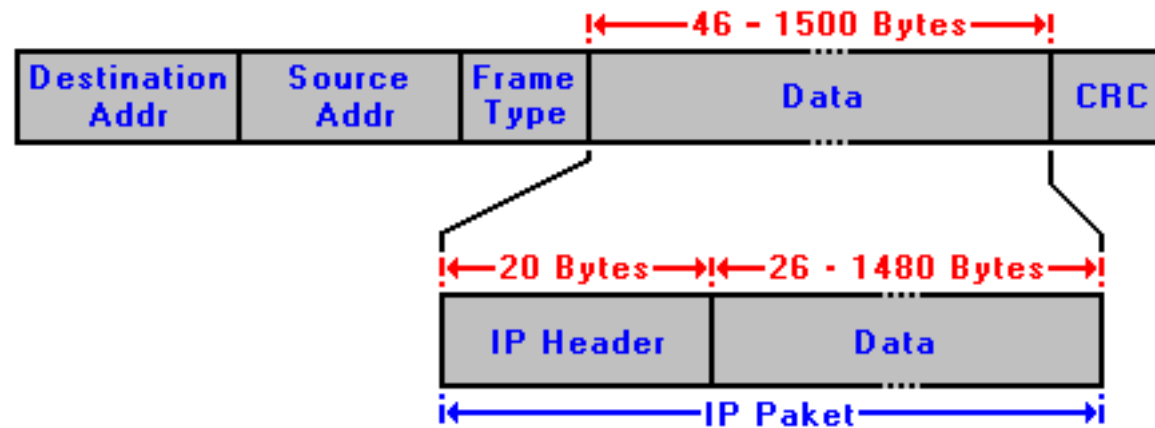 46 - 1500 Bytes
Destination Addr
Source Addr
Frame Type
Data
CRC
20 Bytes
26 - 1480 Bytes
IP Header
Data
IP Paket